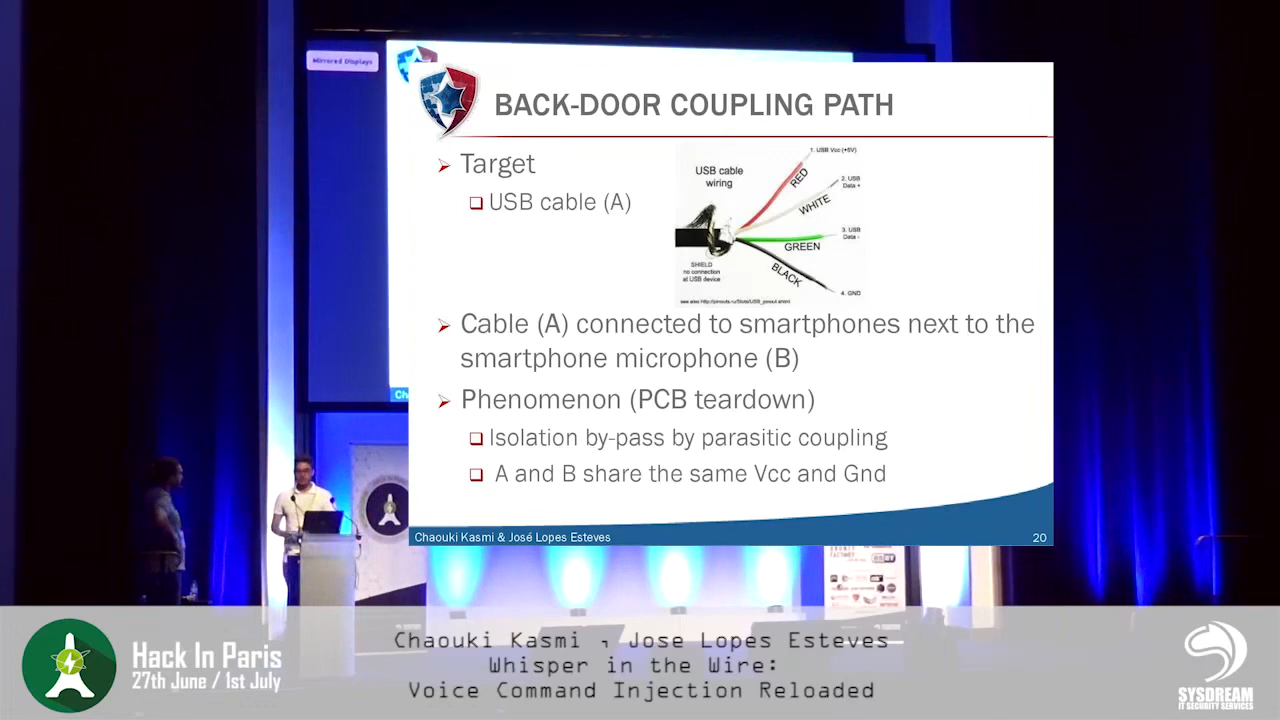 Mirrored Displays
BACK-DOOR COUPLING PATH
Target
USB cable (A)
USB cable
wiring
1. USB Vcc (+5V)
RED
2. USB
Data +
WHITE
3. USB
Data -
GREEN
BLACK
4. GND
SHIELD
no connection
at USB device
Cable (A) connected to smartphones next to the
smartphone microphone (B)
Phenomenon (PCB teardown)
Isolation by-pass by parasitic coupling
A and B share the same Vcc and Gnd
Chaouki Kasmi & José Lopes Esteves
20
Ch
Hack In Paris
27th June / 1st July
Chaouki Kasmi , Jose Lopes Esteves
Whisper in the Wire:
Voice Command Injection Reloaded
SYSDREAM
IT SECURITY SERVICES